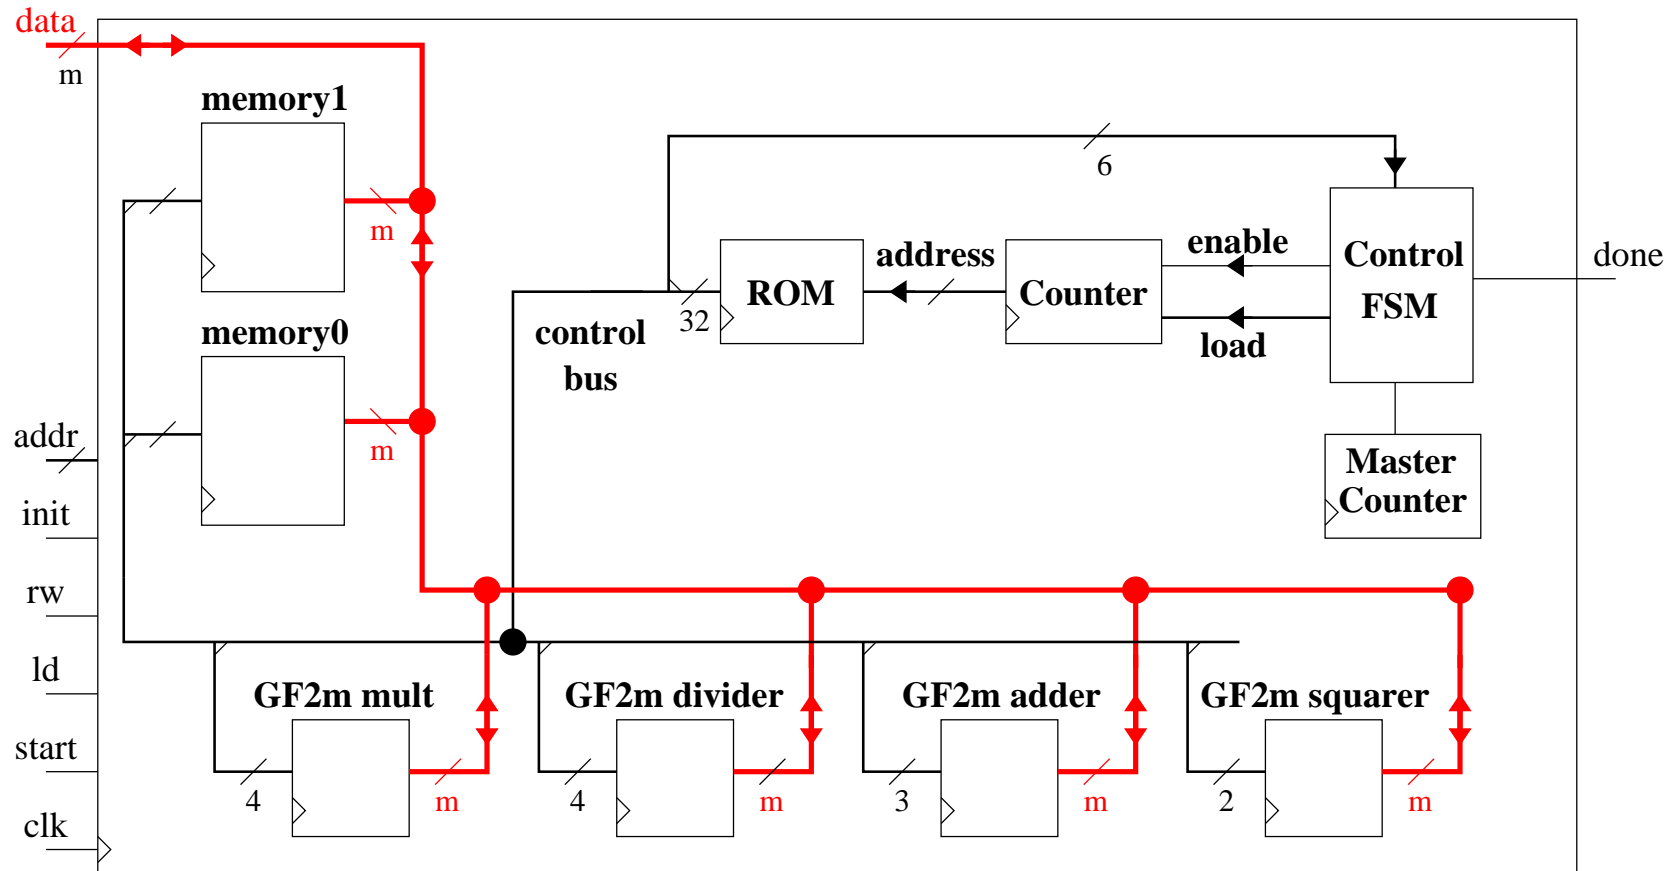 data
m
memory1
m
6
enable
done
address
Control
FSM
ROM
Counter
32
load
memory0
control
bus
m
addr
Master
Counter
init
rw
ld
GF2m mult
GF2m divider
GF2m adder
GF2m squarer
start
4
m
4
m
3
m
2
m
clk